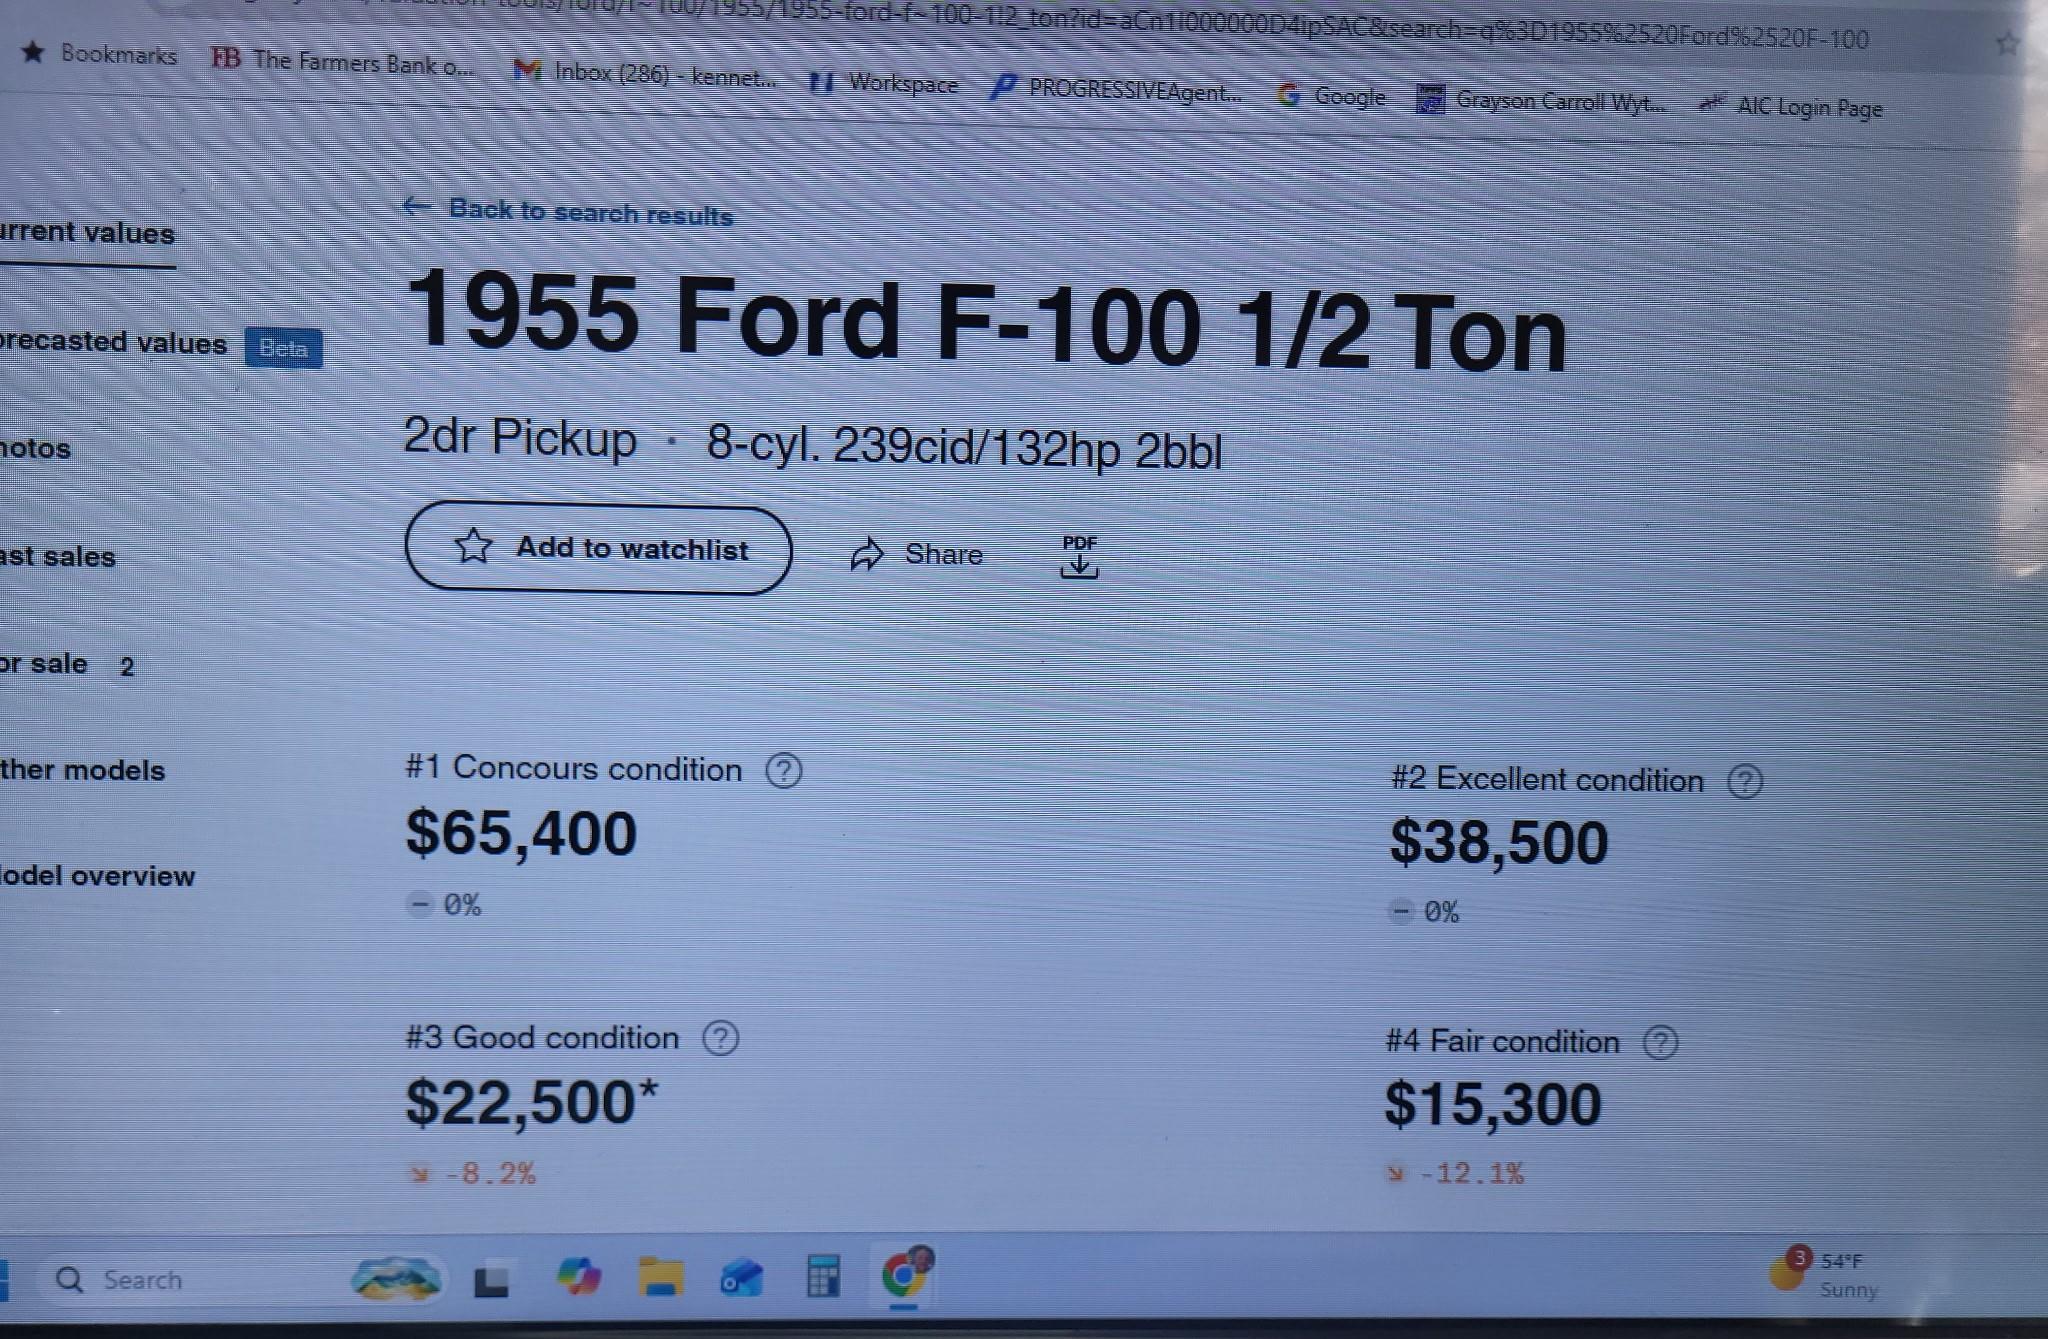 /1955/1955-ford-f~100-1!2_ton?id=aCn1I000000D4ipSAC&search=q%3D1955%2520Ford%2520F-100
Bookmarks FB The Farmers Bank o... Inbox (286) - kennet... Workspace PROGRESSIVEAgent... Google Grayson Carroll Wyt... AIC Login Page
Back to search results
urrent values
1955 Ford F-100 1/2 Ton
orecasted values Beta
2dr Pickup · 8-cyl. 239cid/132hp 2bbl
hotos
Add to watchlist Share PDF
ast sales
or sale 2
ther models
#1 Concours condition ? #2 Excellent condition ?
$65,400 $38,500
odel overview
– 0% – 0%
#3 Good condition ? #4 Fair condition ?
$22,500* $15,300
-8.2% -12.1%
Search 3 54°F
Sunny